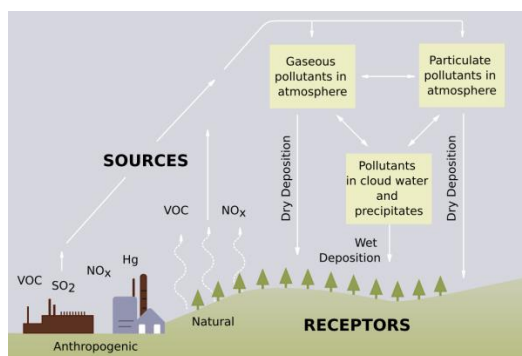 Gaseous
pollutants in
atmosphere
Particulate
pollutants in
atmosphere
Dry Deposition
Pollutants
in cloud water
and
precipitates
Dry Deposition
SOURCES
VOC
NOx
Wet
Deposition
VOC
SO2
NOx
Hg
Natural
RECEPTORS
Anthropogenic